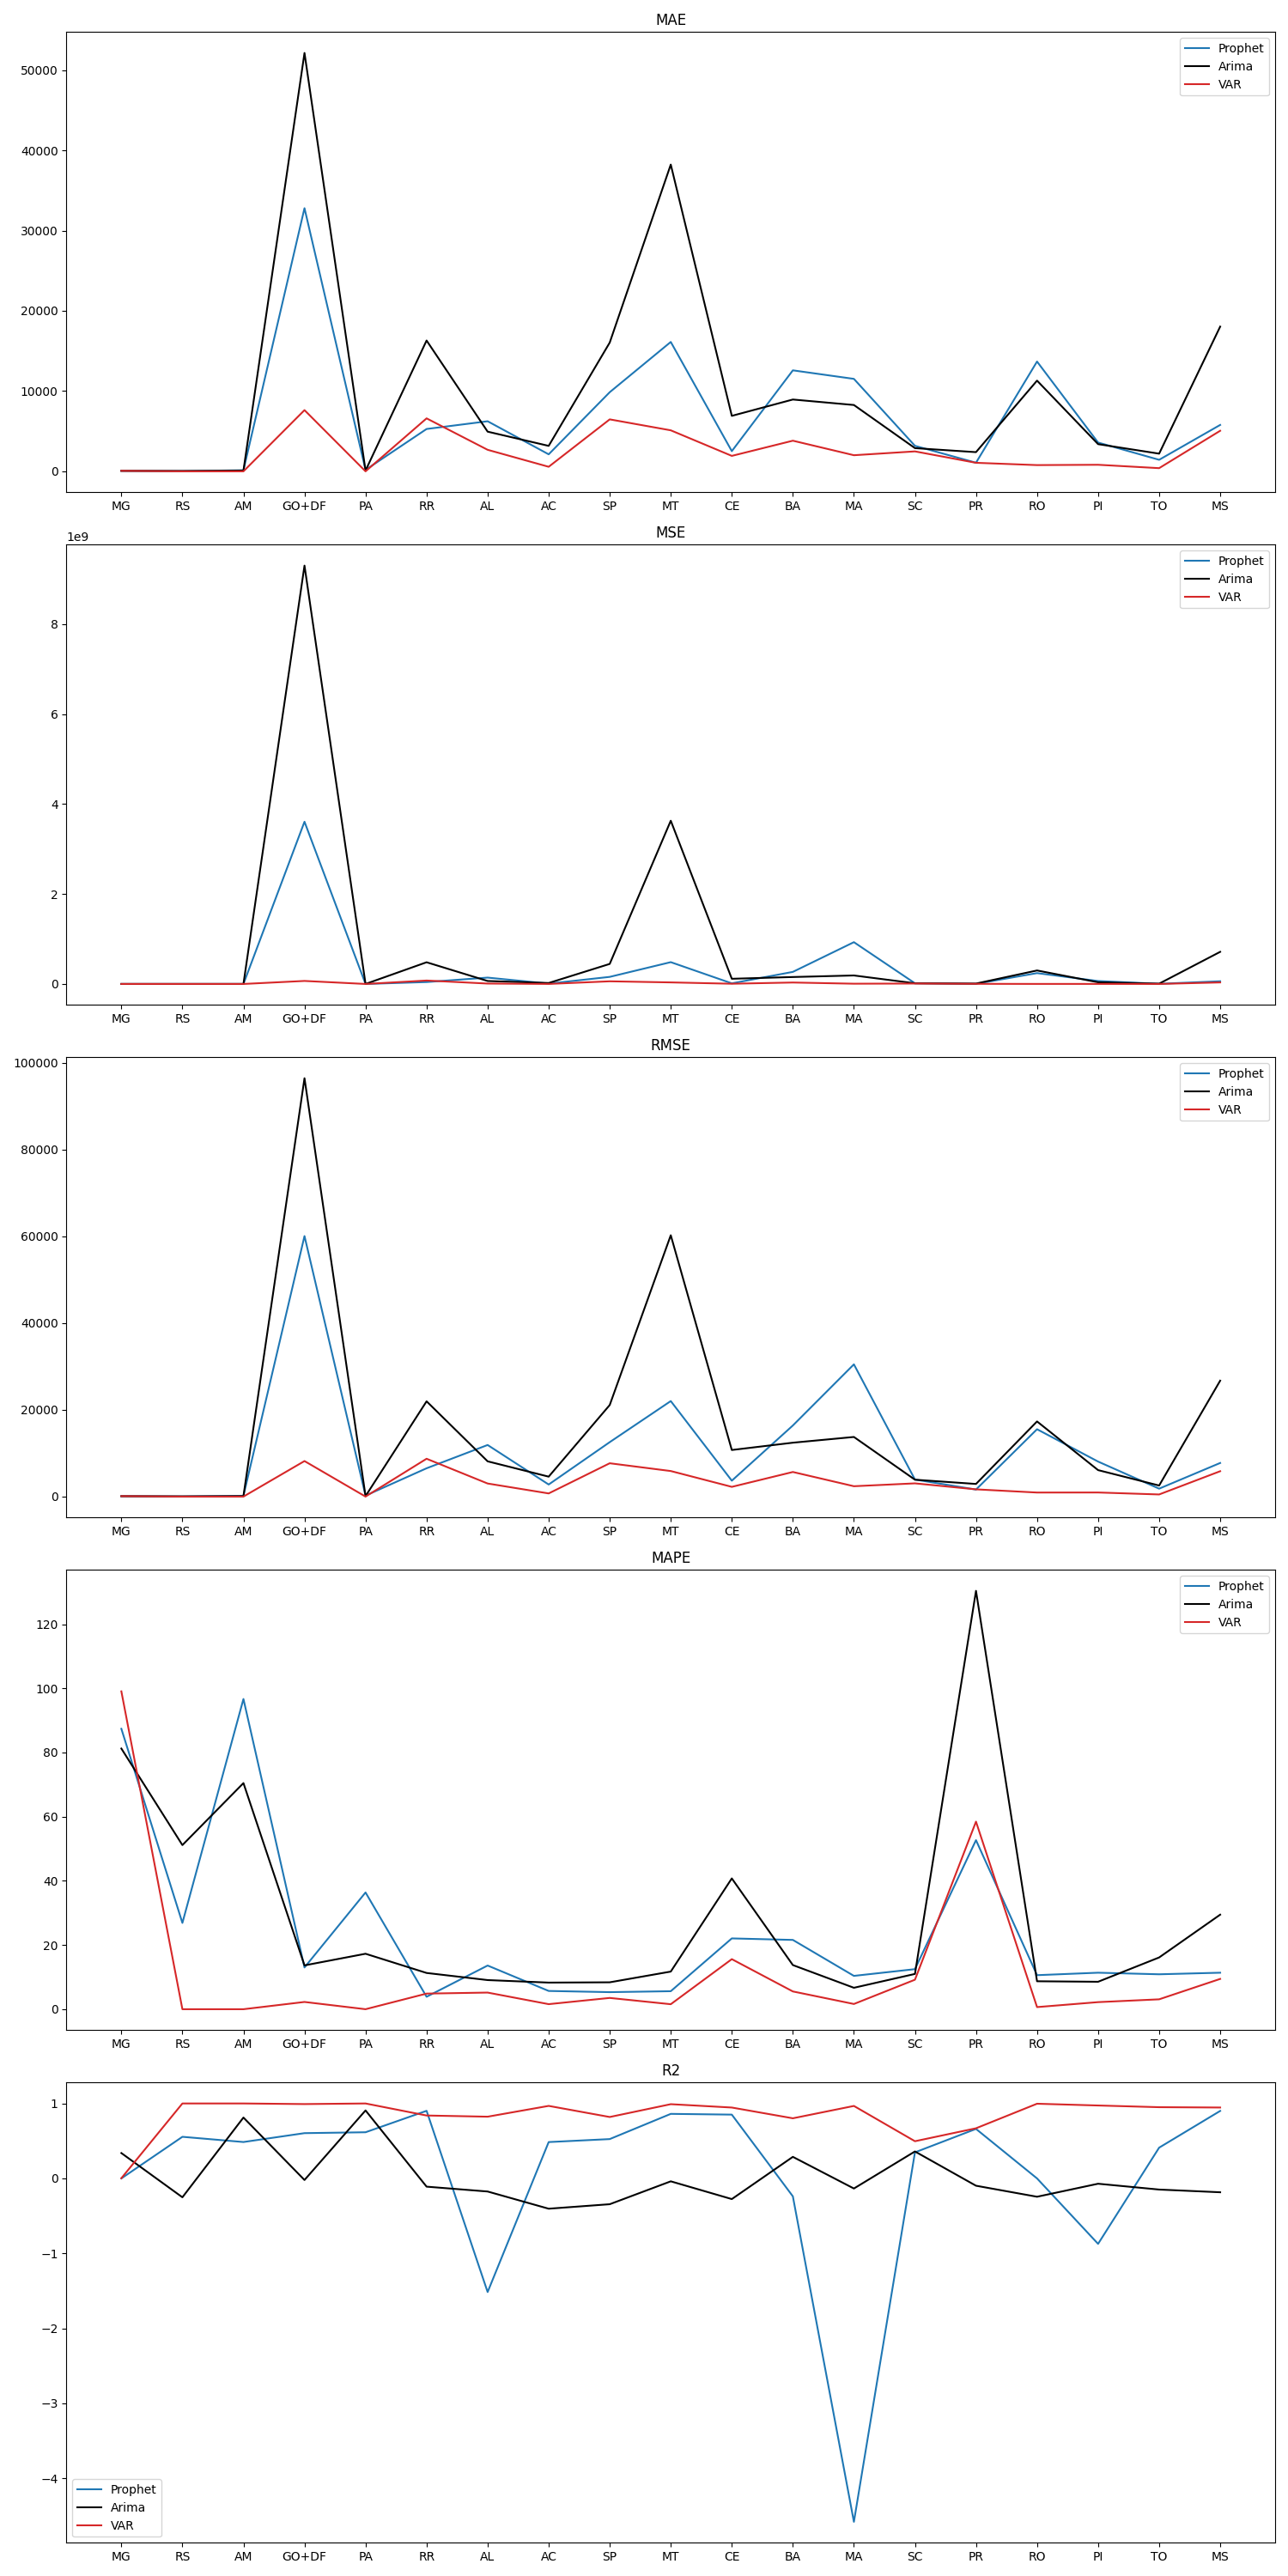 MAE
50000
40000
30000
20000
10000
0
Prophet
Arima
VAR
MG RS AM GO+DF PA RR AL AC SP MT CE BA MA SC PR RO PI TO MS
MSE
1e9
8
6
4
2
0
Prophet
Arima
VAR
MG RS AM GO+DF PA RR AL AC SP MT CE BA MA SC PR RO PI TO MS
RMSE
100000
80000
60000
40000
20000
0
Prophet
Arima
VAR
MG RS AM GO+DF PA RR AL AC SP MT CE BA MA SC PR RO PI TO MS
MAPE
120
100
80
60
40
20
0
Prophet
Arima
VAR
MG RS AM GO+DF PA RR AL AC SP MT CE BA MA SC PR RO PI TO MS
R2
1
0
−1
−2
−3
−4
Prophet
Arima
VAR
MG RS AM GO+DF PA RR AL AC SP MT CE BA MA SC PR RO PI TO MS